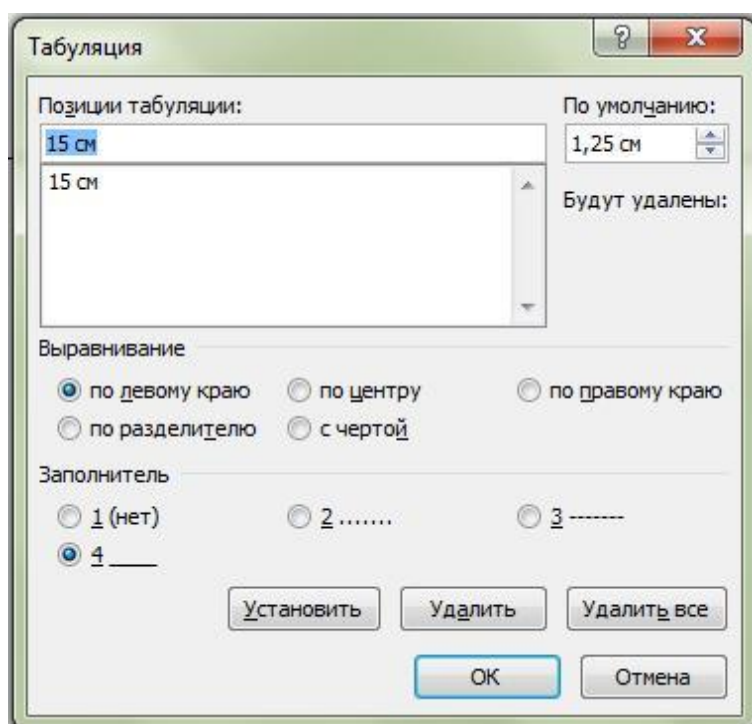 Табуляция
Позиции табуляции:
По умолчанию:
15 см
1,25 см
15 см
Будут удалены:
Выравнивание
по левому краю
по центру
по правому краю
по разделителю
с чертой
Заполнитель
1 (нет)
2 .......
3 -------
4 ____
Установить
Удалить
Удалить все
ОК
Отмена